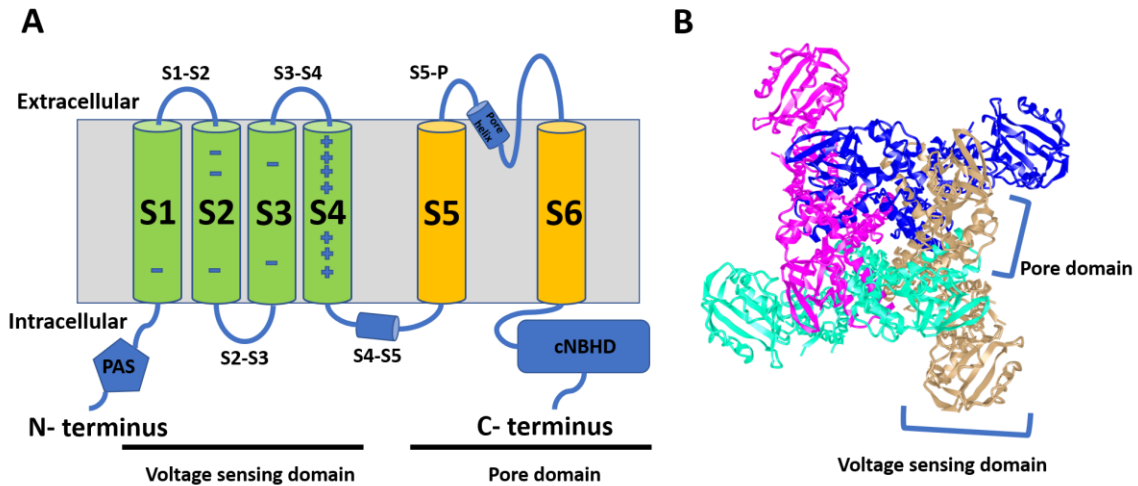 A
B
S1-S2
S3-S4
S5-P
Extracellular
Pore
helix
S1
S2
S3
S4
S5
S6
Pore domain
Intracellular
PAS
S2-S3
S4-S5
cNBHD
N- terminus
C- terminus
Voltage sensing domain
Pore domain
Voltage sensing domain